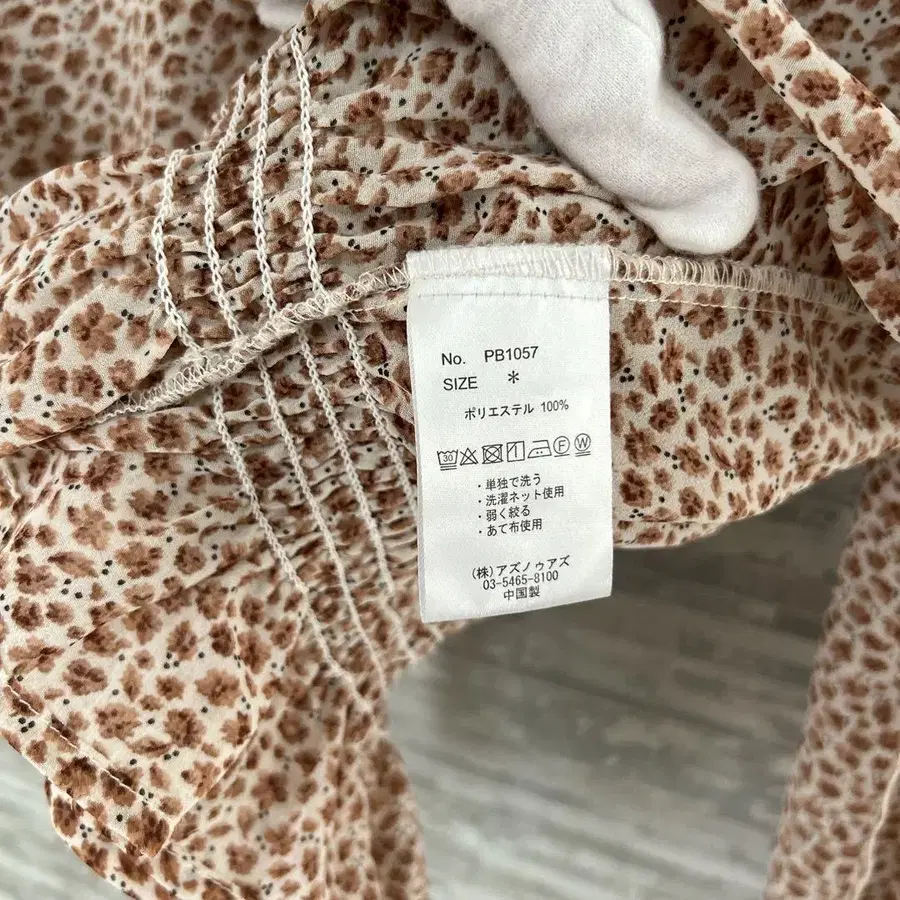 No. PB1057
SIZE *
ポリエステル 100%
30 F W
・単独で洗う
・洗濯ネット使用
・弱く絞る
・あて布使用
(株)アズノゥアズ
03-5465-8100
中国製